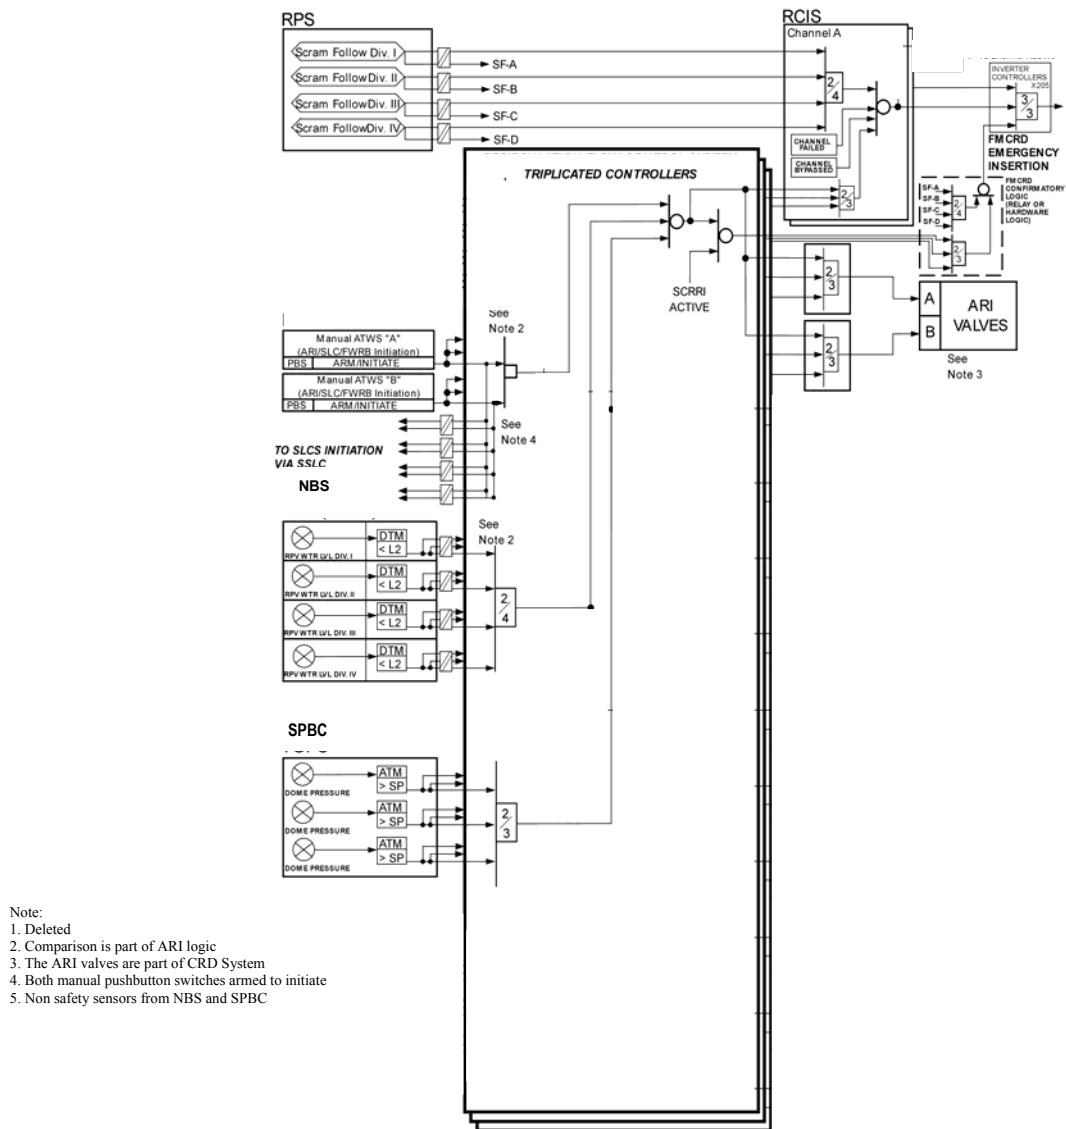 RPS
Scram Follow Div. I
Scram Follow Div. II
Scram Follow Div. III
Scram Follow Div. IV
SF-A
SF-B
SF-C
SF-D
RCIS
Channel A
2/4
CHANNEL
FAILED
CHANNEL
BYPASSED
2/3
INVERTER
CONTROLLERS
X205
3/3
FMCRD
EMERGENCY
INSERTION
FMCRD
CONFIRMATORY
LOGIC
(RELAY OR
HARDWARE
LOGIC)
SF-A
SF-B
SF-C
SF-D
2/4
2/3
TRIPLICATED CONTROLLERS
SCRRI
ACTIVE
2/3
2/3
A
B
ARI
VALVES
See
Note 3
See
Note 2
Manual ATWS "A"
(ARI/SLC/FWRB Initiation)
PBS ARM/INITIATE
Manual ATWS "B"
(ARI/SLC/FWRB Initiation)
PBS ARM/INITIATE
See
Note 4
TO SLCS INITIATION
VIA SSLC
NBS
See
Note 2
DTM
< L2
RPV WTR LVL DIV. I
DTM
< L2
RPV WTR LVL DIV. II
DTM
< L2
RPV WTR LVL DIV. III
DTM
< L2
RPV WTR LVL DIV. IV
2/4
SPBC
ATM
> SP
DOME PRESSURE
ATM
> SP
DOME PRESSURE
ATM
> SP
DOME PRESSURE
2/3
Note:
1. Deleted
2. Comparison is part of ARI logic
3. The ARI valves are part of CRD System
4. Both manual pushbutton switches armed to initiate
5. Non safety sensors from NBS and SPBC